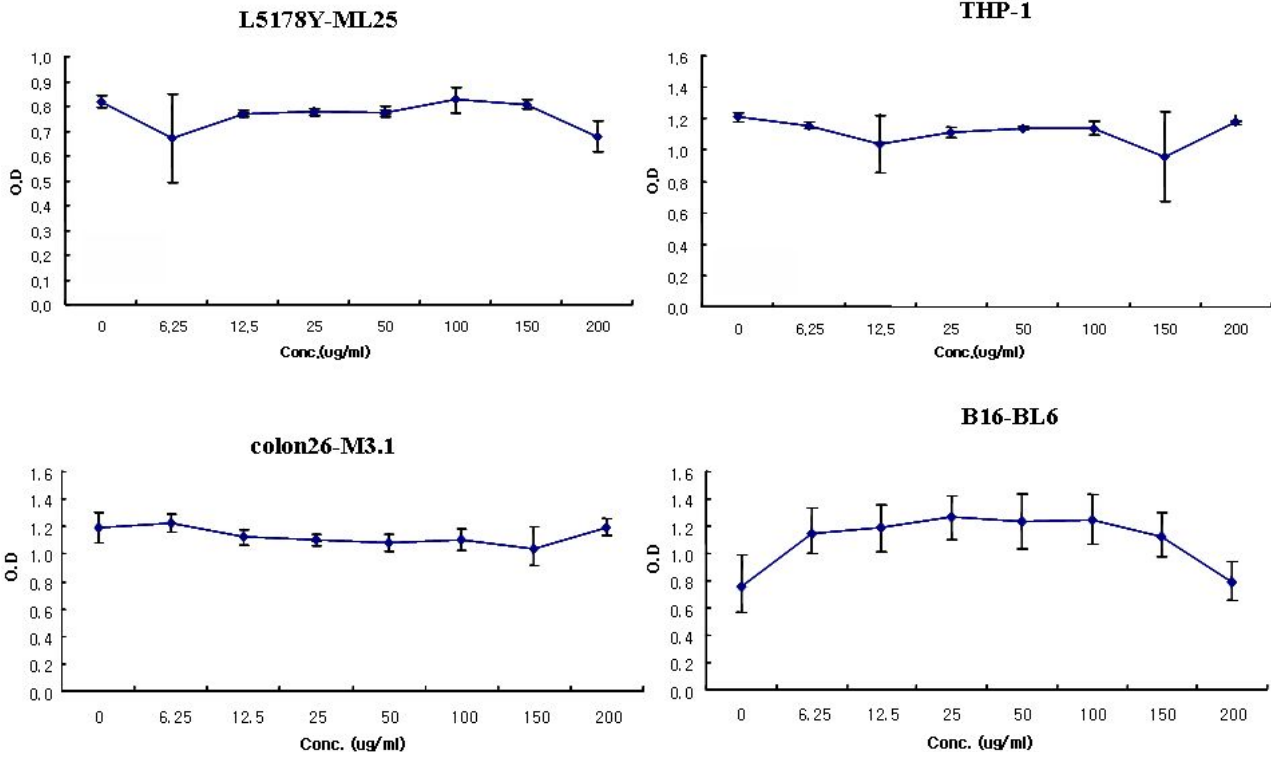 L5178Y-ML25
1,0
0,9
0,8
0,7
0,6
0,5
0,4
0,3
0,2
0,1
0,0
O,D
0 6,25 12,5 25 50 100 150 200
Conc,(ug/ml)
THP-1
1,6
1,4
1,2
1,0
0,8
0,6
0,4
0,2
0,0
O,D
0 6,25 12,5 25 50 100 150 200
Conc,(ug/ml)
colon26-M3.1
1.6
1.4
1.2
1.0
0.8
0.6
0.4
0.2
0.0
O.D
0 6.25 12.5 25 50 100 150 200
Conc. (ug/ml)
B16-BL6
1.6
1.4
1.2
1.0
0.8
0.6
0.4
0.2
0.0
O.D
0 6.25 12.5 25 50 100 150 200
Conc. (ug/ml)